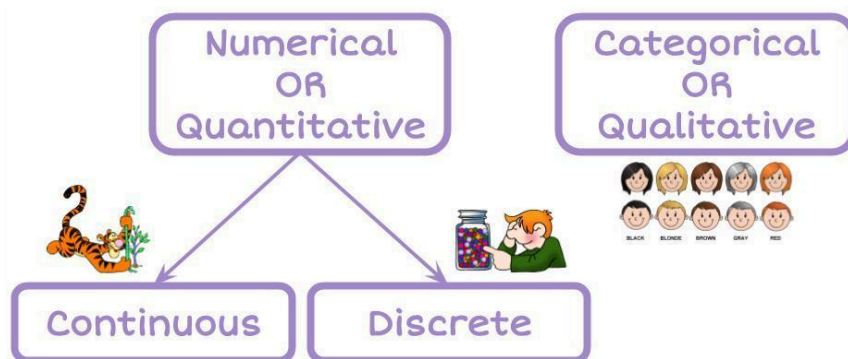 Numerical
OR
Quantitative
Categorical
OR
Qualitative
BLACK BLONDE BROWN GRAY RED
Continuous
Discrete